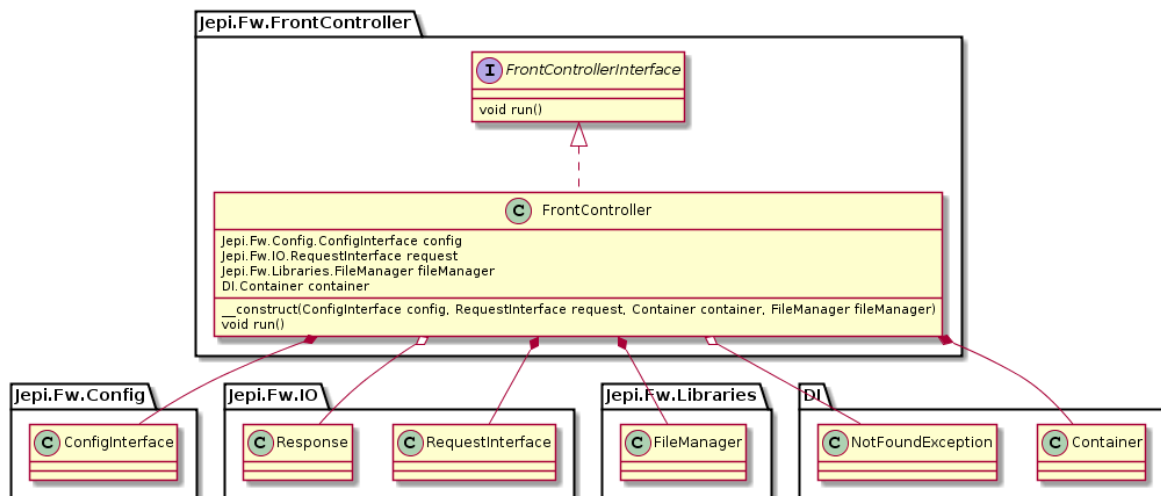 Jepi.Fw.FrontController
I FrontControllerInterface
void run()
C FrontController
Jepi.Fw.Config.ConfigInterface config
Jepi.Fw.IO.RequestInterface request
Jepi.Fw.Libraries.FileManager fileManager
DI.Container container
__construct(ConfigInterface config, RequestInterface request, Container container, FileManager fileManager)
void run()
Jepi.Fw.Config
C ConfigInterface
Jepi.Fw.IO
C Response
C RequestInterface
Jepi.Fw.Libraries
C FileManager
DI
C NotFoundException
C Container